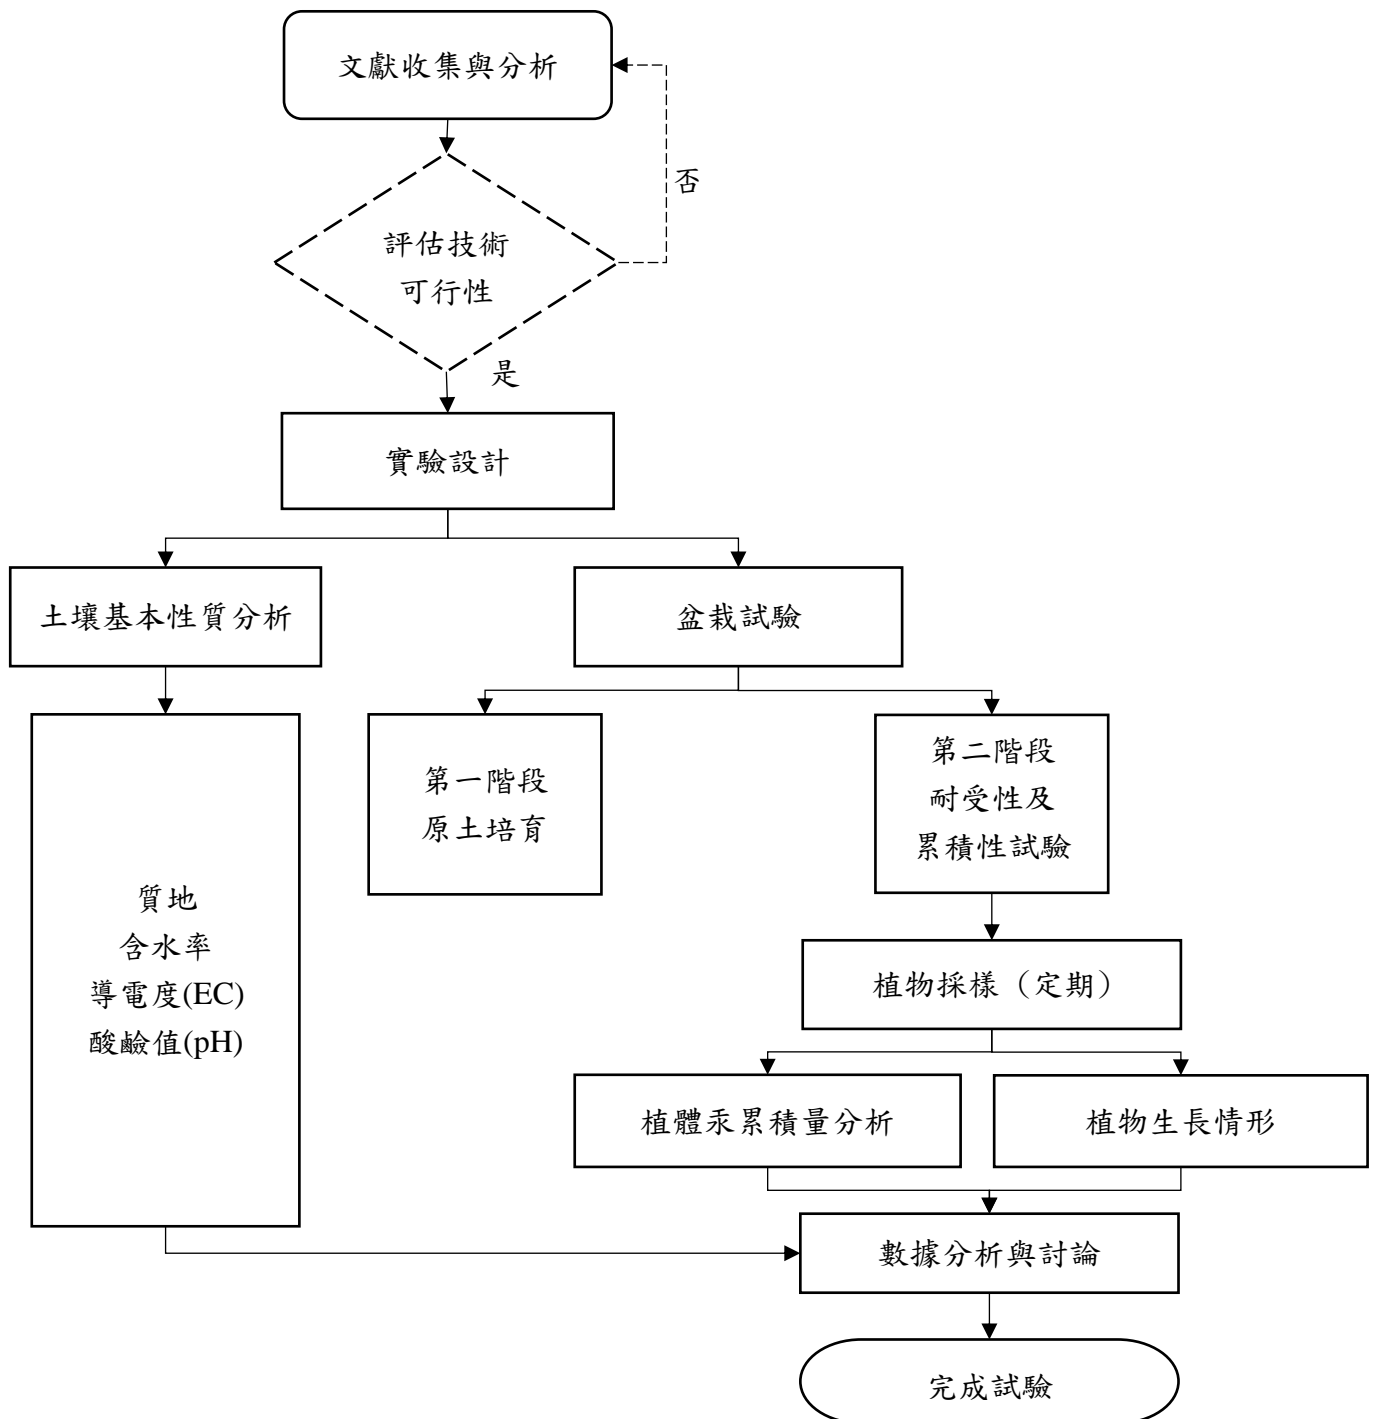 文獻收集與分析
否
評估技術
可行性
是
實驗設計
土壤基本性質分析
盆栽試驗
第一階段
原土培育
第二階段
耐受性及
累積性試驗
質地
含水率
導電度(EC)
酸鹼值(pH)
植物採樣（定期）
植體汞累積量分析
植物生長情形
數據分析與討論
完成試驗